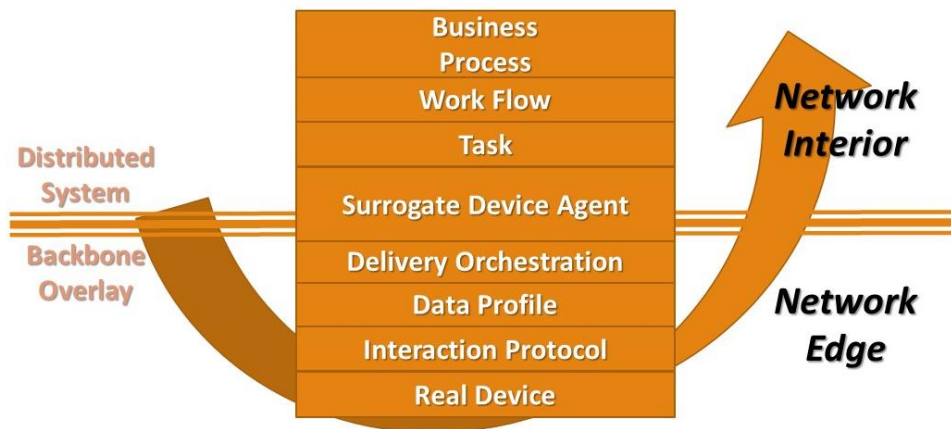 Business
Process
Work Flow
Task
Surrogate Device Agent
Delivery Orchestration
Data Profile
Interaction Protocol
Real Device
Distributed
System
Backbone
Overlay
Network
Interior
Network
Edge